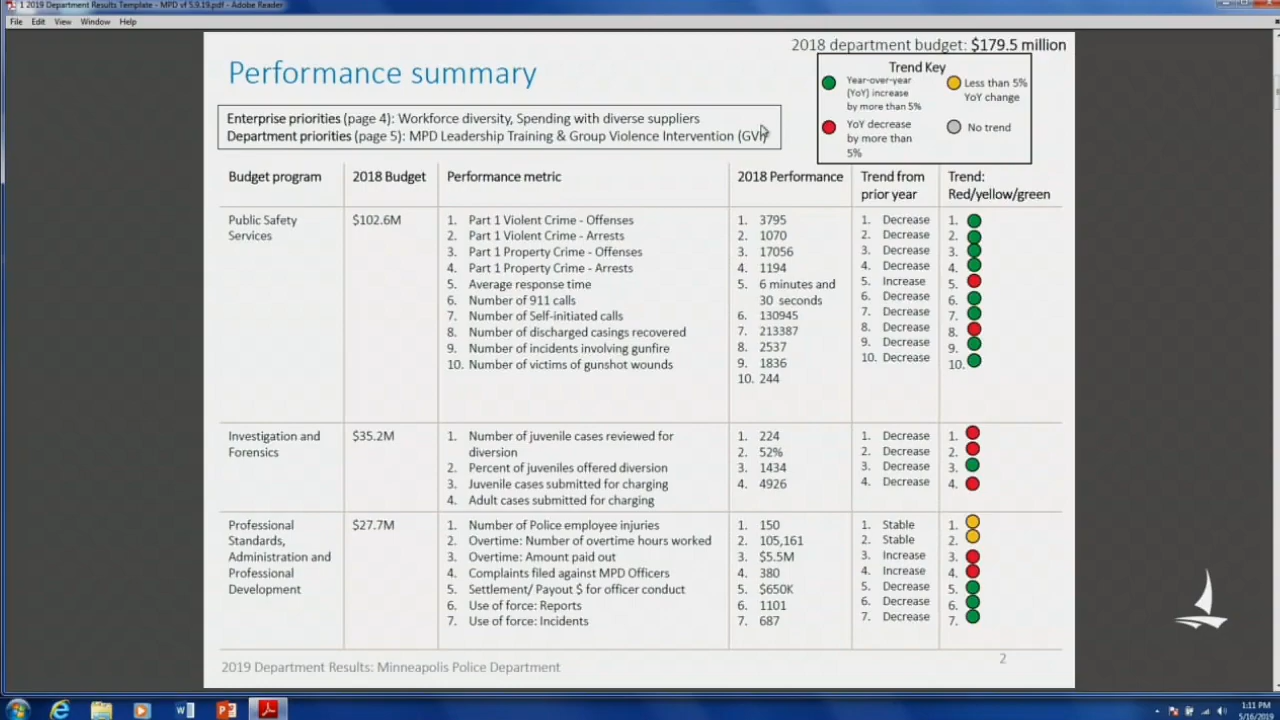 1 2019 Department Results Template - MPD vf 5.9.19.pdf - Adobe Reader
File Edit View Window Help
2018 department budget: $179.5 million
Performance summary
Trend Key
Year-over-year (YoY) increase by more than 5%
Less than 5% YoY change
YoY decrease by more than 5%
No trend
Enterprise priorities (page 4): Workforce diversity, Spending with diverse suppliers
Department priorities (page 5): MPD Leadership Training & Group Violence Intervention (GVI)
Budget program 2018 Budget Performance metric 2018 Performance Trend from prior year Trend: Red/yellow/green
Public Safety Services $102.6M
1. Part 1 Violent Crime - Offenses 1. 3795 1. Decrease 1.
2. Part 1 Violent Crime - Arrests 2. 1070 2. Decrease 2.
3. Part 1 Property Crime - Offenses 3. 17056 3. Decrease 3.
4. Part 1 Property Crime - Arrests 4. 1194 4. Decrease 4.
5. Average response time 5. 6 minutes and 30 seconds 5. Increase 5.
6. Number of 911 calls 6. 130945 6. Decrease 6.
7. Number of Self-initiated calls 7. 213387 7. Decrease 7.
8. Number of discharged casings recovered 8. 2537 8. Decrease 8.
9. Number of incidents involving gunfire 9. 1836 9. Decrease 9.
10. Number of victims of gunshot wounds 10. 244 10. Decrease 10.
Investigation and Forensics $35.2M
1. Number of juvenile cases reviewed for diversion 1. 224 1. Decrease 1.
2. Percent of juveniles offered diversion 2. 52% 2. Decrease 2.
3. Juvenile cases submitted for charging 3. 1434 3. Decrease 3.
4. Adult cases submitted for charging 4. 4926 4. Decrease 4.
Professional Standards, Administration and Professional Development $27.7M
1. Number of Police employee injuries 1. 150 1. Stable 1.
2. Overtime: Number of overtime hours worked 2. 105,161 2. Stable 2.
3. Overtime: Amount paid out 3. $5.5M 3. Increase 3.
4. Complaints filed against MPD Officers 4. 380 4. Increase 4.
5. Settlement/ Payout $ for officer conduct 5. $650K 5. Decrease 5.
6. Use of force: Reports 6. 1101 6. Decrease 6.
7. Use of force: Incidents 7. 687 7. Decrease 7.
2019 Department Results: Minneapolis Police Department
2
1:11 PM
5/16/2019